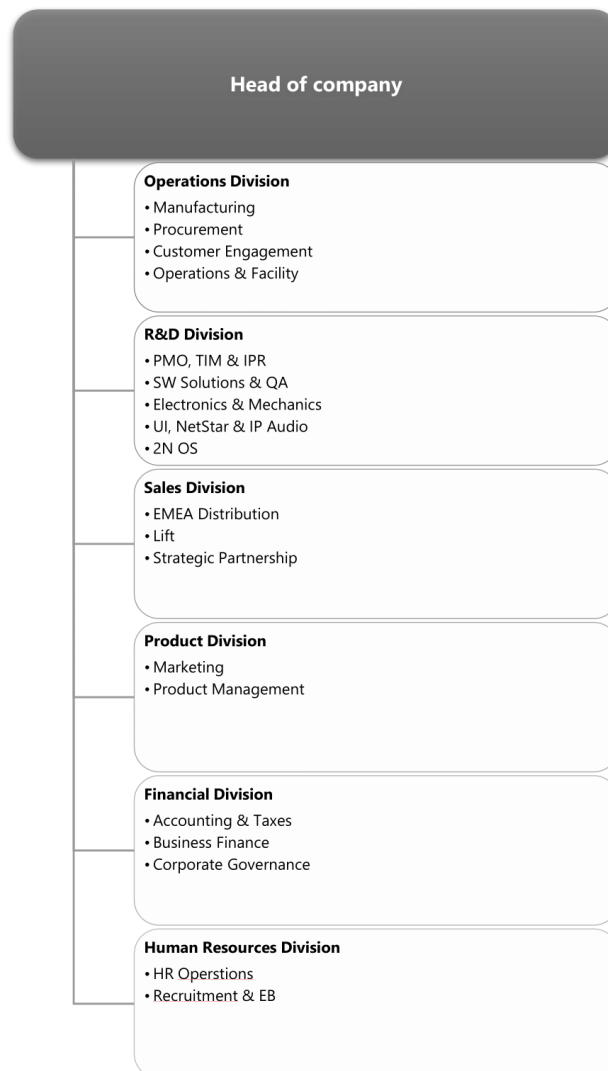 Head of company
Operations Division
• Manufacturing
• Procurement
• Customer Engagement
• Operations & Facility
R&D Division
• PMO, TIM & IPR
• SW Solutions & QA
• Electronics & Mechanics
• UI, NetStar & IP Audio
• 2N OS
Sales Division
• EMEA Distribution
• Lift
• Strategic Partnership
Product Division
• Marketing
• Product Management
Financial Division
• Accounting & Taxes
• Business Finance
• Corporate Governance
Human Resources Division
• HR Operstions
• Recruitment & EB